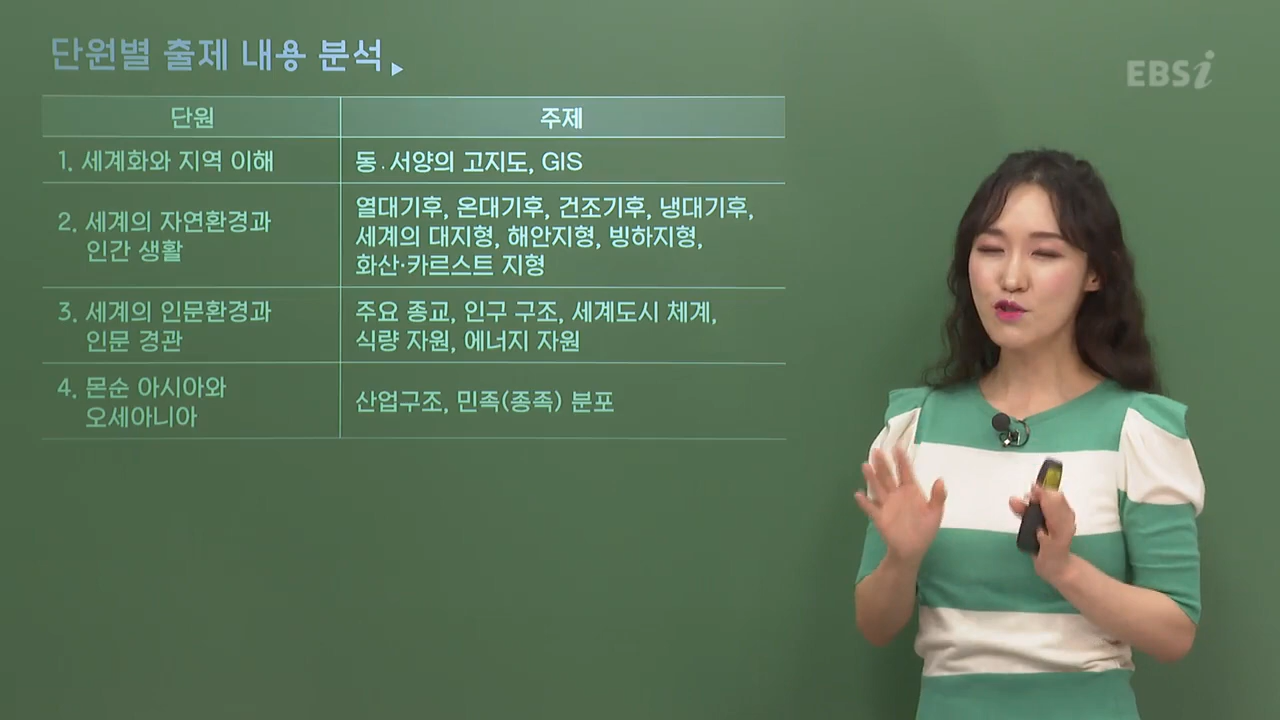 단원별 출제 내용 분석
EBSi
단원
주제
1. 세계화와 지역 이해
동·서양의 고지도, GIS
2. 세계의 자연환경과
인간 생활
열대기후, 온대기후, 건조기후, 냉대기후,
세계의 대지형, 해안지형, 빙하지형,
화산·카르스트 지형
3. 세계의 인문환경과
인문 경관
주요 종교, 인구 구조, 세계도시 체계,
식량 자원, 에너지 자원
4. 몬순 아시아와
오세아니아
산업구조, 민족(종족) 분포